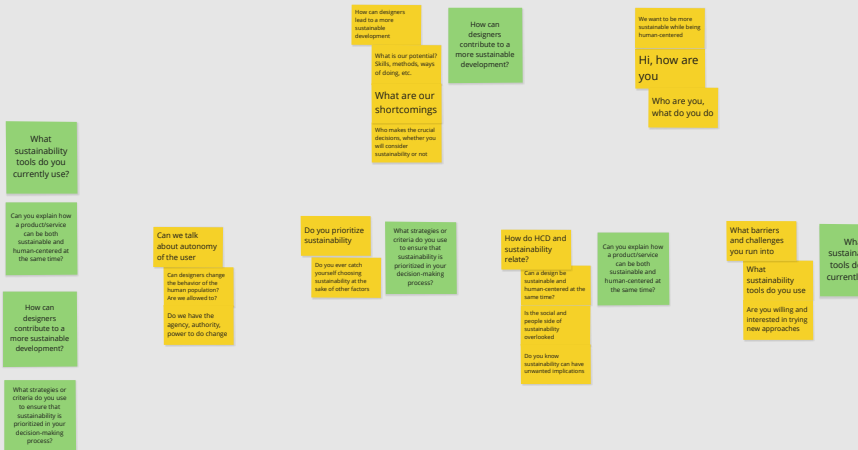 How can designers
lead to a more
sustainable
development
What is our potential?
Skills, methods, ways
of doing, etc.
What are our
shortcomings
Who makes the crucial
decisions, whether you
will consider
sustainability or not
How can
designers
contribute to a
more sustainable
development?
We want to be more
sustainable while being
human-centered
Hi, how are
you
Who are you,
what do you do
What
sustainability
tools do you
currently use?
Can you explain how
a product/service
can be both
sustainable and
human-centered at
the same time?
How can
designers
contribute to a
more sustainable
development?
What strategies or
criteria do you use
to ensure that
sustainability is
prioritized in your
decision-making
process?
Can we talk
about autonomy
of the user
Can designers change
the behavior of the
human population?
Are we allowed to?
Do we have the
agency, authority,
power to do change
Do you prioritize
sustainability
Do you ever catch
yourself choosing
sustainability at the
sake of other factors
What strategies or
criteria do you use
to ensure that
sustainability is
prioritized in your
decision-making
process?
How do HCD and
sustainability
relate?
Can a design be
sustainable and
human-centered at the
same time?
Is the social and
people side of
sustainability
overlooked
Do you know
sustainability can have
unwanted implications
Can you explain how
a product/service
can be both
sustainable and
human-centered at
the same time?
What barriers
and challenges
you run into
What
sustainability
tools do you use
Are you willing and
interested in trying
new approaches